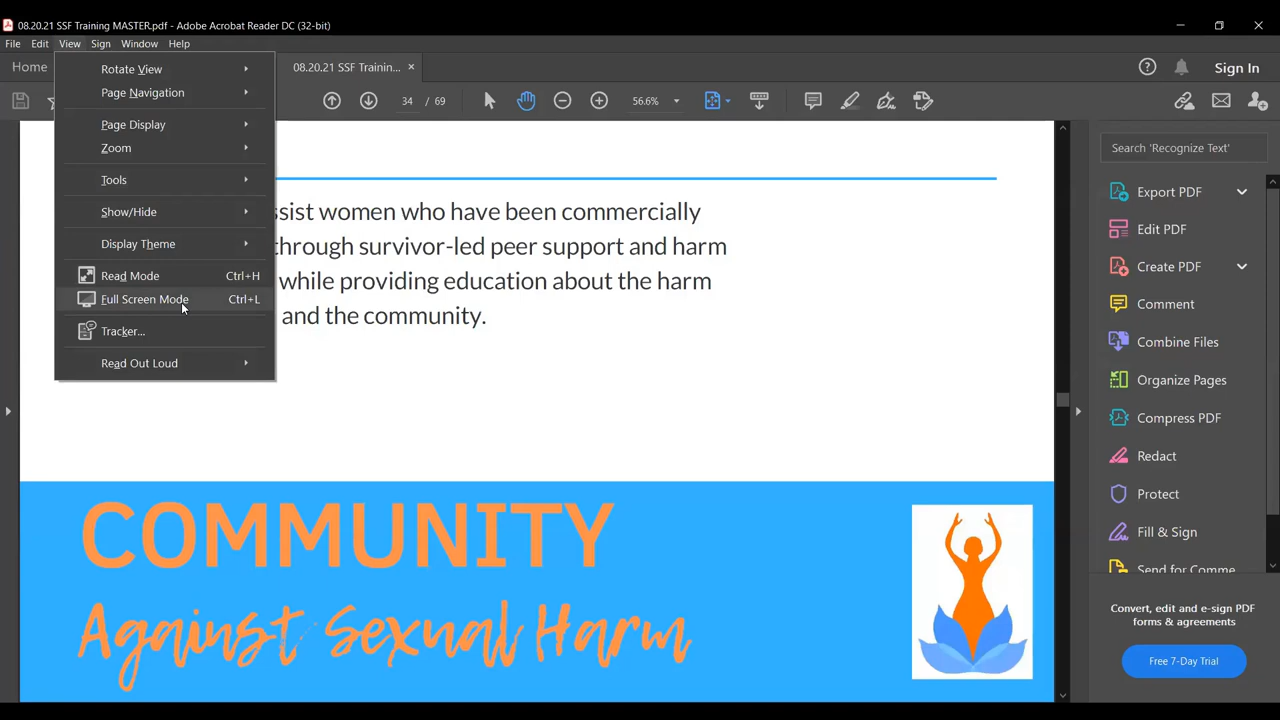 08.20.21 SSF Training MASTER.pdf - Adobe Acrobat Reader DC (32-bit)
File Edit View Sign Window Help
Home
08.20.21 SSF Trainin... ×
Sign In
34 / 69
56.6%
Rotate View
Page Navigation
Page Display
Zoom
Tools
Show/Hide
Display Theme
Read Mode Ctrl+H
Full Screen Mode Ctrl+L
Tracker...
Read Out Loud
women who have been commercially
through survivor-led peer support and harm
while providing education about the harm
and the community.
COMMUNITY
Against Sexual Harm
Search 'Recognize Text'
Export PDF
Edit PDF
Create PDF
Comment
Combine Files
Organize Pages
Compress PDF
Redact
Protect
Fill & Sign
Send for Comme
Convert, edit and e-sign PDF
forms & agreements
Free 7-Day Trial